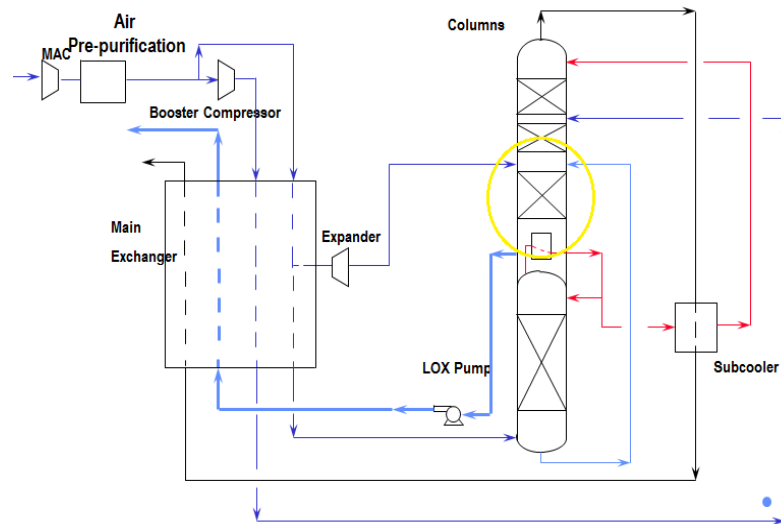 Air
Pre-purification
MAC
Columns
Booster Compressor
Main
Exchanger
Expander
LOX Pump
Subcooler